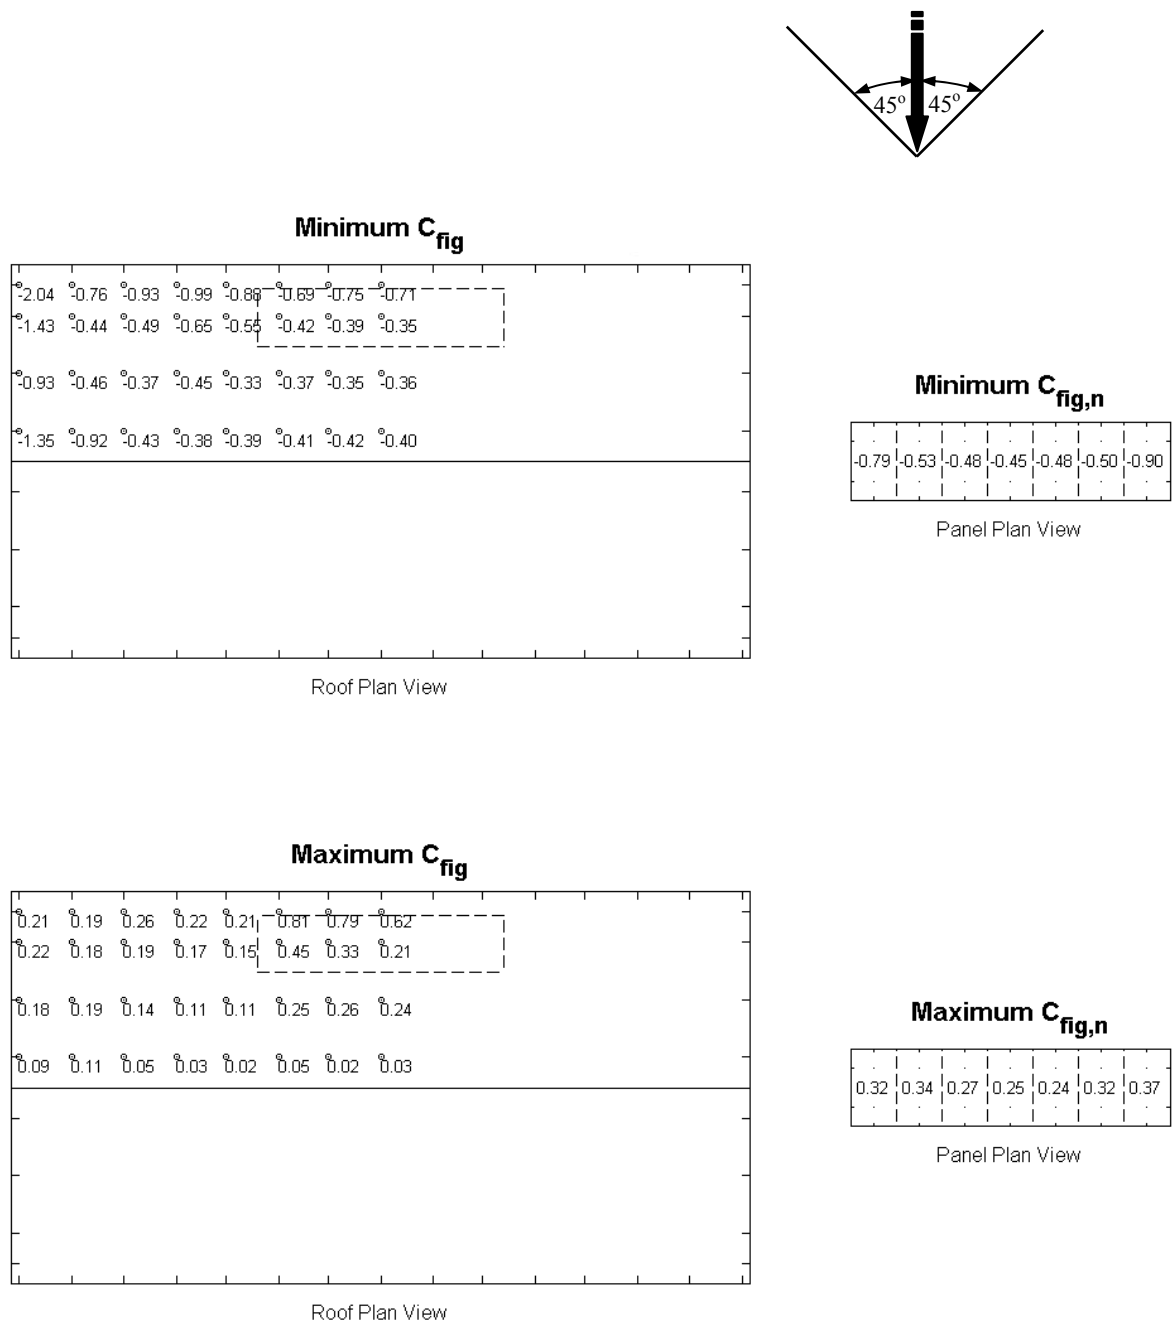 45° 45°
Minimum Cfig
-2.04 -0.76 -0.93 -0.99 -0.88 -0.69 -0.75 -0.71
-1.43 -0.44 -0.49 -0.65 -0.55 -0.42 -0.39 -0.35
-0.93 -0.46 -0.37 -0.45 -0.33 -0.37 -0.35 -0.36
-1.35 -0.92 -0.43 -0.38 -0.39 -0.41 -0.42 -0.40
Roof Plan View
Minimum Cfig,n
-0.79 -0.53 -0.48 -0.45 -0.48 -0.50 -0.90
Panel Plan View
Maximum Cfig
0.21 0.19 0.26 0.22 0.21 0.81 0.79 0.62
0.22 0.18 0.19 0.17 0.15 0.45 0.33 0.21
0.18 0.19 0.14 0.11 0.11 0.25 0.26 0.24
0.09 0.11 0.05 0.03 0.02 0.05 0.02 0.03
Roof Plan View
Maximum Cfig,n
0.32 0.34 0.27 0.25 0.24 0.32 0.37
Panel Plan View